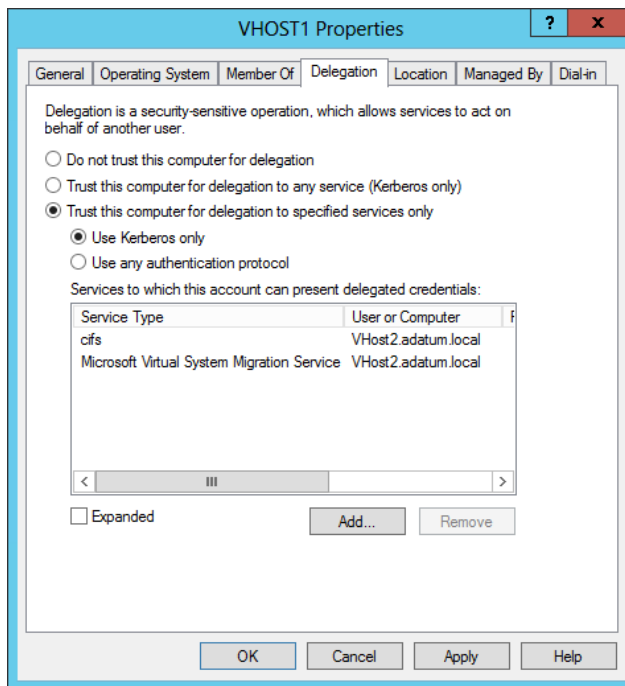 VHOST1 Properties
? x
General Operating System Member Of Delegation Location Managed By Dial-in
Delegation is a security-sensitive operation, which allows services to act on
behalf of another user.
Do not trust this computer for delegation
Trust this computer for delegation to any service (Kerberos only)
Trust this computer for delegation to specified services only
Use Kerberos only
Use any authentication protocol
Services to which this account can present delegated credentials:
Service Type User or Computer
cifs VHost2.adatum.local
Microsoft Virtual System Migration Service VHost2.adatum.local
Expanded
Add... Remove
OK Cancel Apply Help